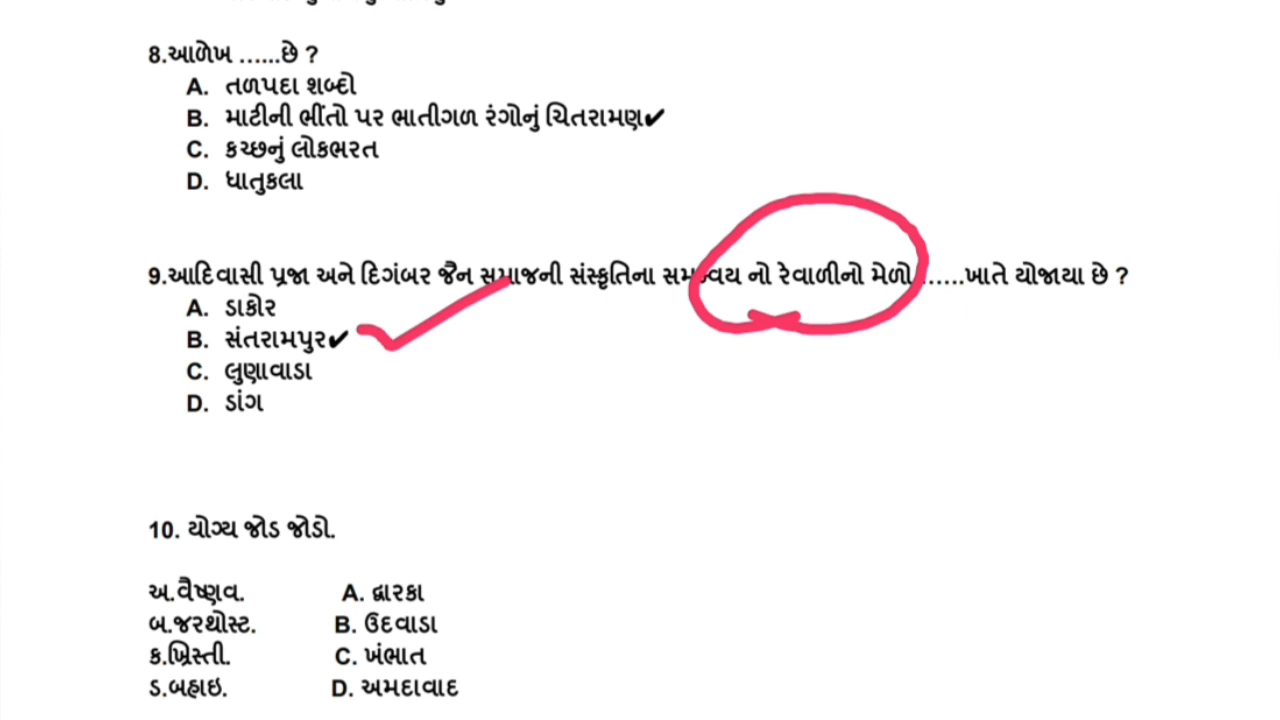 8.આળેખ ......છે ?
A. તળપદા શબ્દો
B. માટીની ભીંતો પર ભાતીગળ રંગોનું ચિતરામણ✔
C. કચ્છનું લોકભરત
D. ધાતુકલા
9.આદિવાસી પ્રજા અને દિગંબર જૈન સમાજની સંસ્કૃતિના સમન્વય નો રેવાળીનો મેળો ......ખાતે યોજાયા છે ?
A. ડાકોર
B. સંતરામપુર✔
C. લુણાવાડા
D. ડાંગ
10. યોગ્ય જોડ જોડો.
અ.વૈષ્ણવ. A. દ્વારકા
બ.જરથોસ્ટ. B. ઉદવાડા
ક.ખ્રિસ્તી. C. ખંભાત
ડ.બહાઇ. D. અમદાવાદ